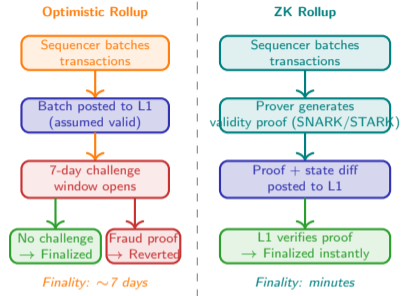 Optimistic Rollup
Sequencer batches
transactions
Batch posted to L1
(assumed valid)
7-day challenge
window opens
No challenge
→ Finalized
Fraud proof
→ Reverted
Finality: ∼7 days
ZK Rollup
Sequencer batches
transactions
Prover generates
validity proof (SNARK/STARK)
Proof + state diff
posted to L1
L1 verifies proof
→ Finalized instantly
Finality: minutes